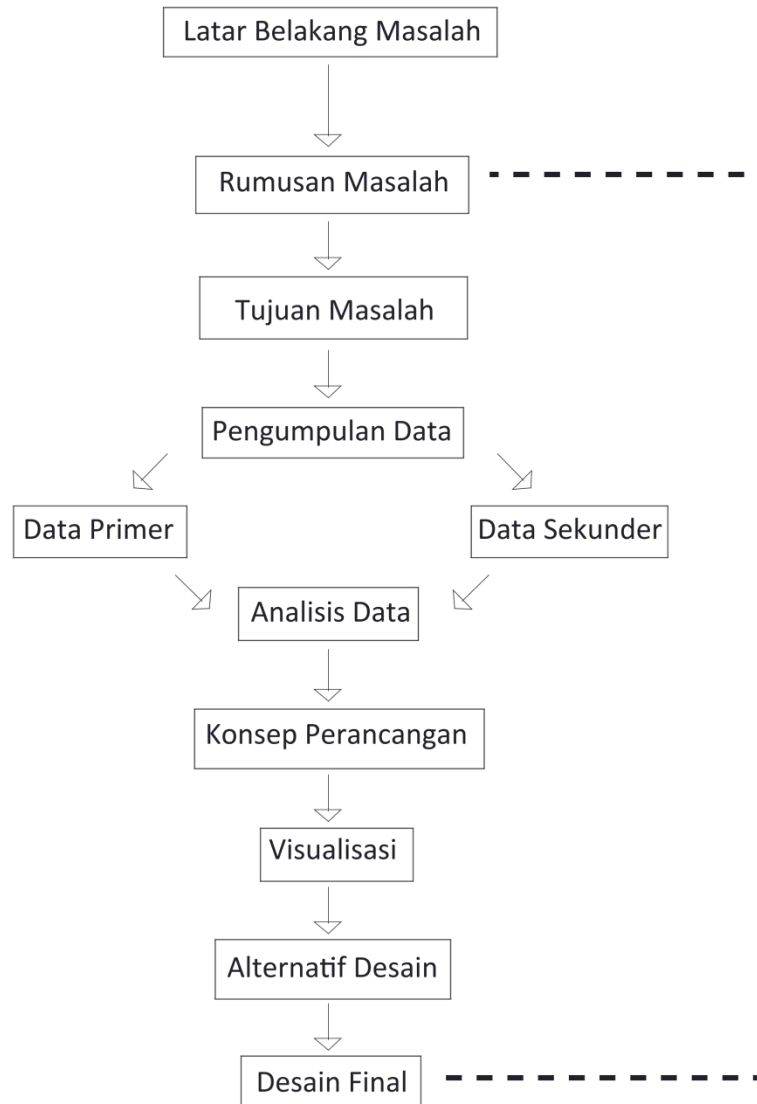 Latar Belakang Masalah
Rumusan Masalah
Tujuan Masalah
Pengumpulan Data
Data Primer
Data Sekunder
Analisis Data
Konsep Perancangan
Visualisasi
Alternatif Desain
Desain Final